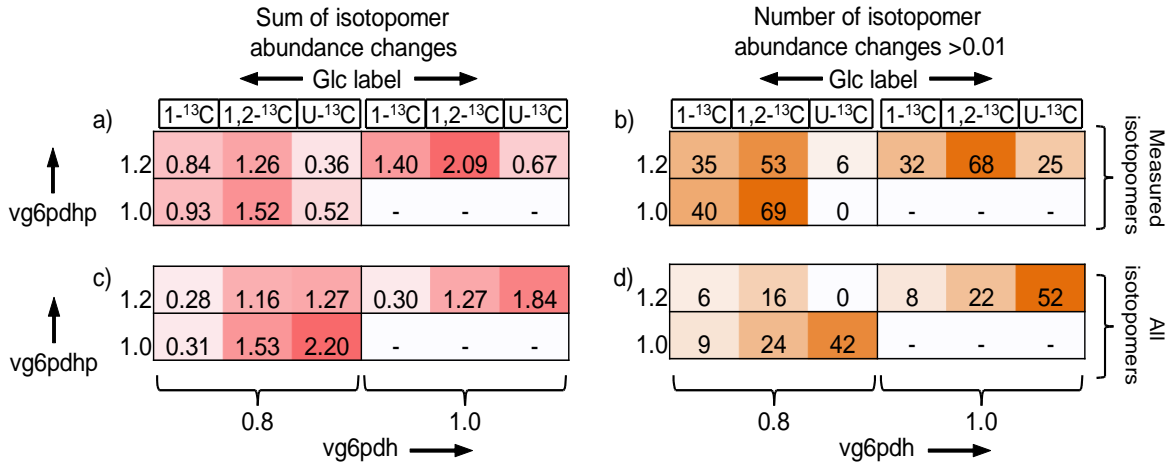 Sum of isotopomer
abundance changes
Glc label
Number of isotopomer
abundance changes >0.01
Glc label
a)
1-¹³C 1,2-¹³C U-¹³C 1-¹³C 1,2-¹³C U-¹³C
1.2 0.84 1.26 0.36 1.40 2.09 0.67
1.0 0.93 1.52 0.52 - - -
vg6pdhp
b)
1-¹³C 1,2-¹³C U-¹³C 1-¹³C 1,2-¹³C U-¹³C
1.2 35 53 6 32 68 25
1.0 40 69 0 - - -
vg6pdhp
Measured
isotopomers
c)
1.2 0.28 1.16 1.27 0.30 1.27 1.84
1.0 0.31 1.53 2.20 - - -
vg6pdhp
d)
1.2 6 16 0 8 22 52
1.0 9 24 42 - - -
vg6pdhp
All
isotopomers
0.8 1.0
vg6pdh
0.8 1.0
vg6pdh